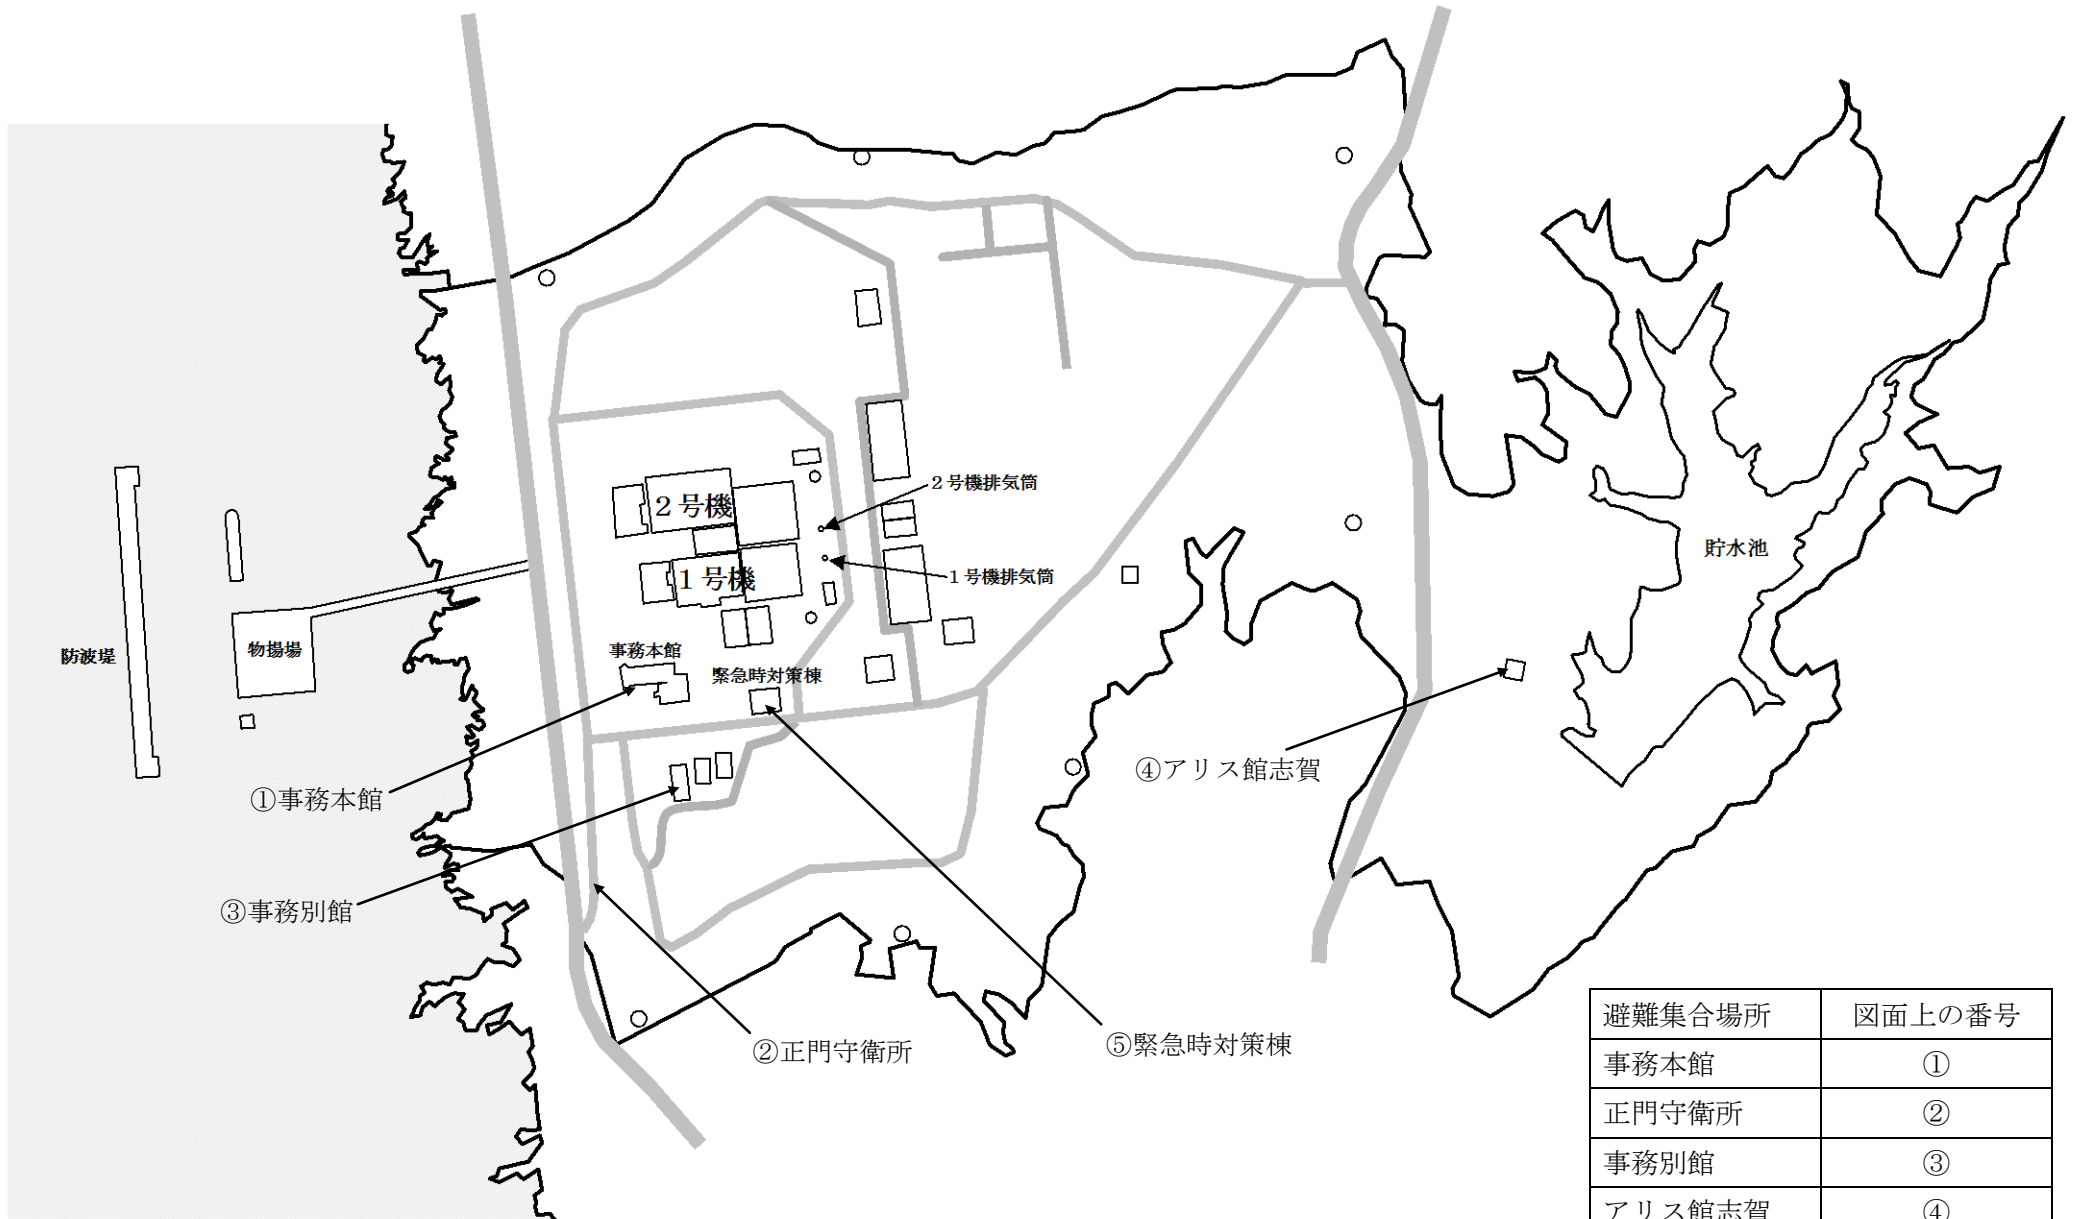 2号機排気筒
2号機
貯水池
1号機
1号機排気筒
防波堤
物揚場
事務本館
緊急時対策棟
④アリス館志賀
①事務本館
③事務別館
②正門守衛所
⑤緊急時対策棟
避難集合場所 図面上の番号
事務本館 ①
正門守衛所 ②
事務別館 ③
アリス館志賀 ④